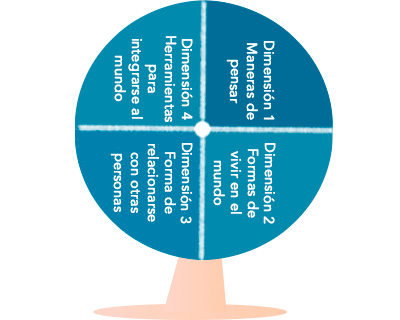 Dimensión 1
Maneras de
pensar
Dimensión 2
Formas de
vivir en el
mundo
Dimensión 3
Forma de
relacionarse
con otras
personas
Dimensión 4
Herramientas
para
integrarse al
mundo